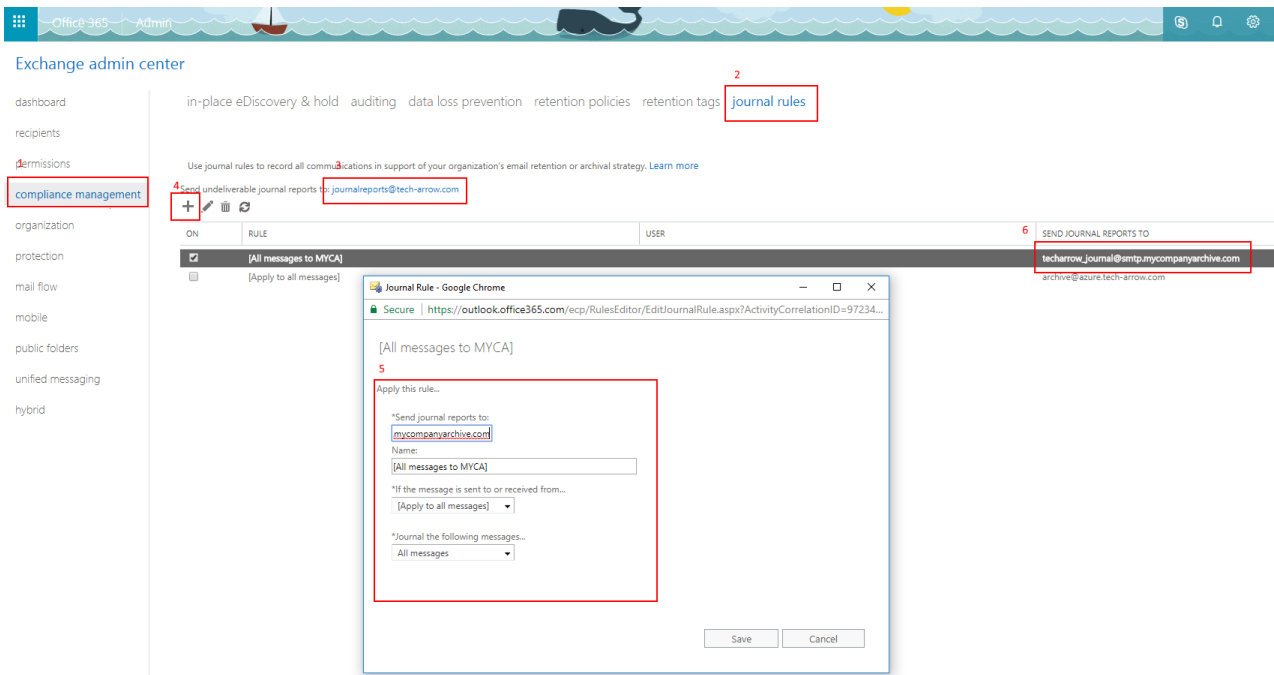 Office 365 Admin
Exchange admin center
2
dashboard
in-place eDiscovery & hold auditing data loss prevention retention policies retention tags journal rules
recipients
1
permissions
3
Use journal rules to record all communications in support of your organization's email retention or archival strategy. Learn more
4
compliance management
Send undeliverable journal reports to: journalreports@tech-arrow.com
organization
ON RULE USER 6 SEND JOURNAL REPORTS TO
protection
[All messages to MYCA] techarrow_journal@smtp.mycompanyarchive.com
[Apply to all messages] archive@azure.tech-arrow.com
mail flow
mobile
public folders
unified messaging
hybrid
Journal Rule - Google Chrome
Secure https://outlook.office365.com/ecp/RulesEditor/EditJournalRule.aspx?ActivityCorrelationID=97234...
[All messages to MYCA]
5
Apply this rule...
*Send journal reports to:
mycompanyarchive.com
Name:
[All messages to MYCA]
*If the message is sent to or received from...
[Apply to all messages]
*Journal the following messages...
All messages
Save Cancel